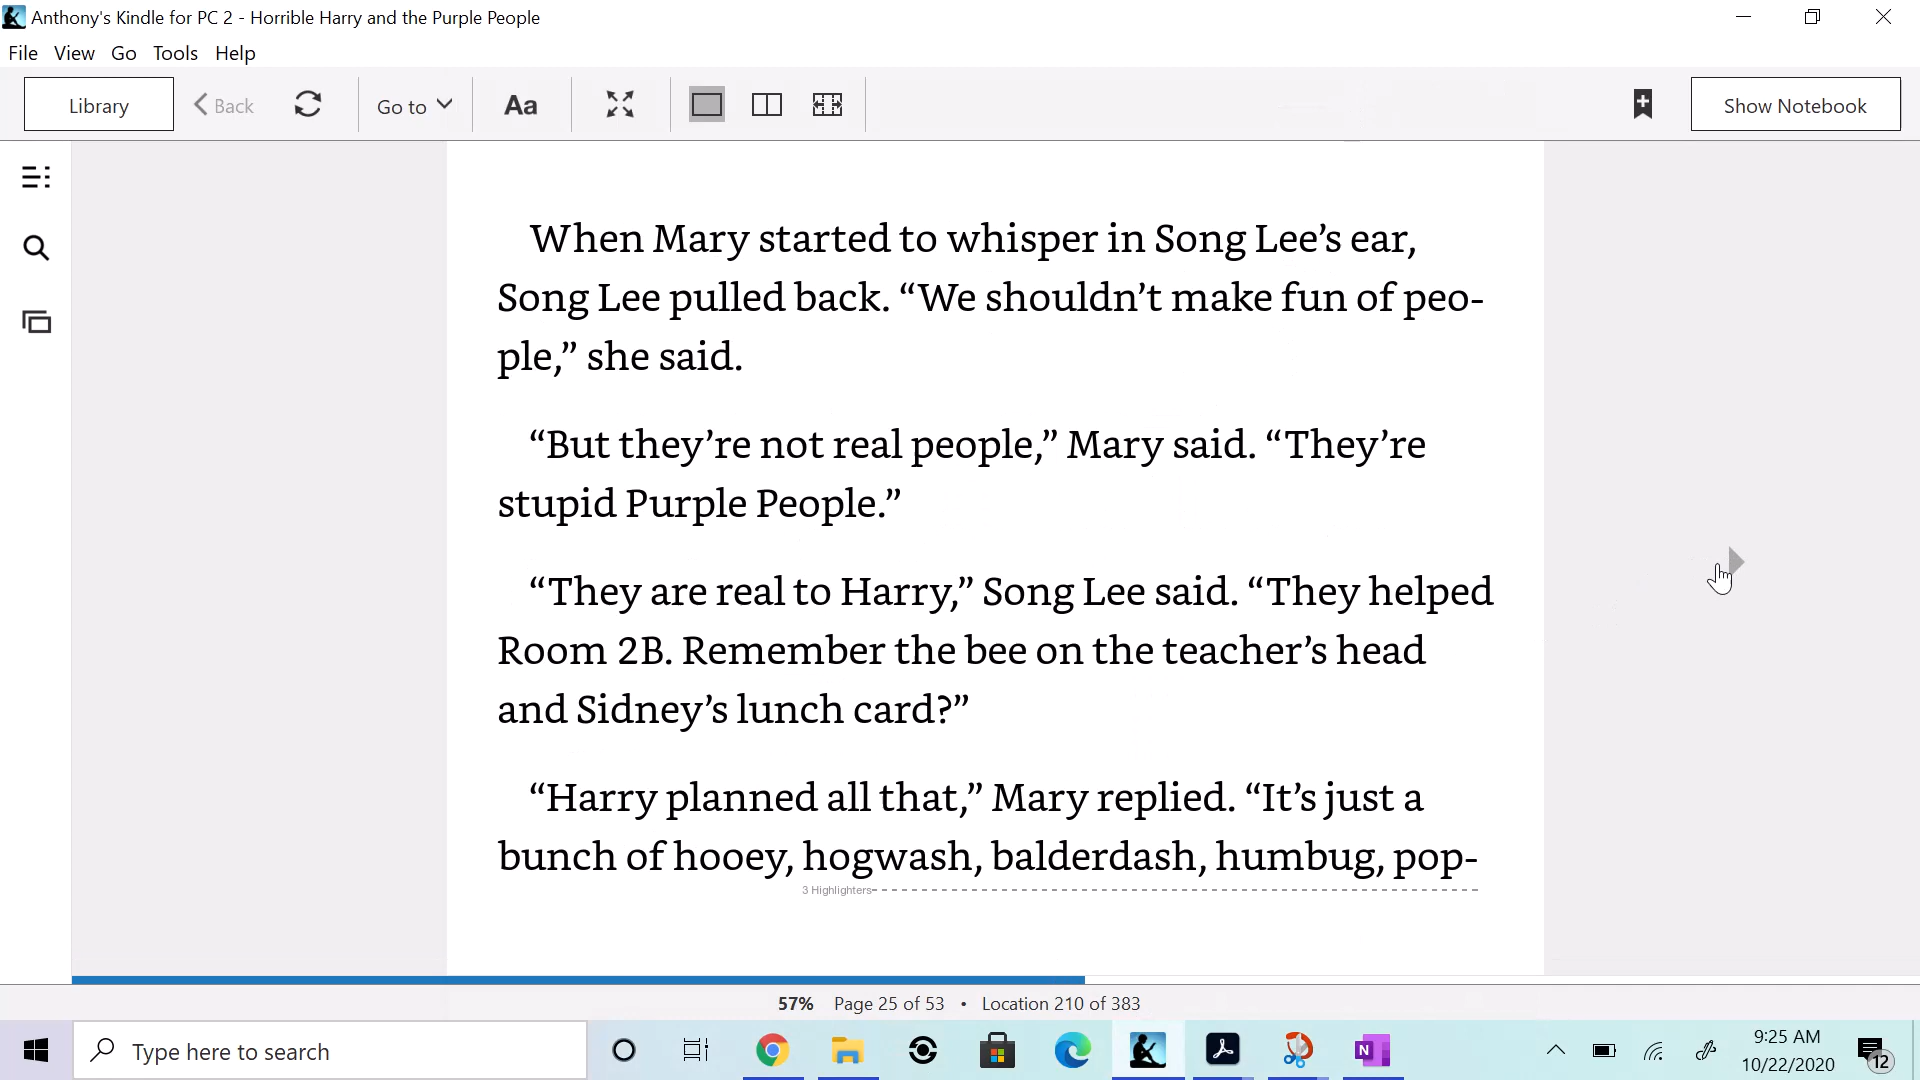 Anthony's Kindle for PC 2 - Horrible Harry and the Purple People
File View Go Tools Help
Library Back Go to Aa Show Notebook
When Mary started to whisper in Song Lee’s ear,
Song Lee pulled back. “We shouldn’t make fun of peo-
ple,” she said.
“But they’re not real people,” Mary said. “They’re
stupid Purple People.”
“They are real to Harry,” Song Lee said. “They helped
Room 2B. Remember the bee on the teacher’s head
and Sidney’s lunch card?”
“Harry planned all that,” Mary replied. “It’s just a
bunch of hooey, hogwash, balderdash, humbug, pop-
3 Highlighters
57% Page 25 of 53 • Location 210 of 383
Type here to search
N
9:25 AM
10/22/2020
12